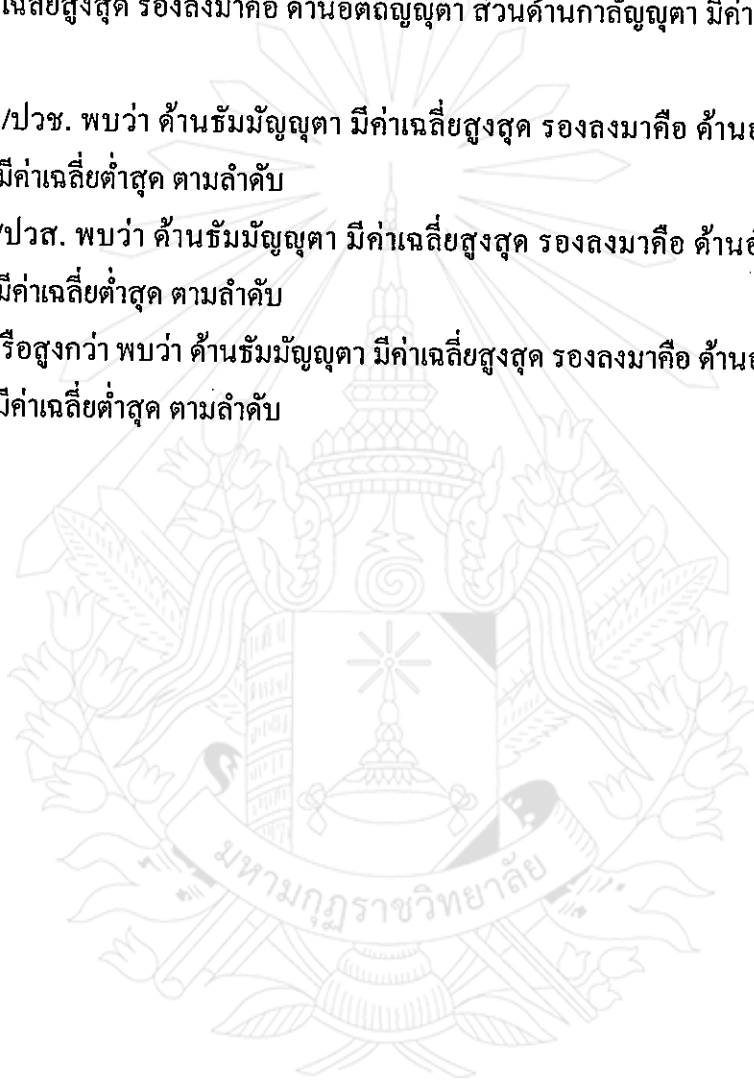 เฉลี่ยสูงสุด รองลงมาคือ ด้านอัตถัญญุตา ส่วนด้านกาลัญญุตา มีค่า
/ปวช. พบว่า ด้านธัมมัญญุตา มีค่าเฉลี่ยสูงสุด รองลงมาคือ ด้าน
มีค่าเฉลี่ยต่ำสุด ตามลำดับ
/ปวส. พบว่า ด้านธัมมัญญุตา มีค่าเฉลี่ยสูงสุด รองลงมาคือ ด้าน
มีค่าเฉลี่ยต่ำสุด ตามลำดับ
รือสูงกว่า พบว่า ด้านธัมมัญญุตา มีค่าเฉลี่ยสูงสุด รองลงมาคือ ด้าน
มีค่าเฉลี่ยต่ำสุด ตามลำดับ
มหามกุฏราชวิทยาลัย